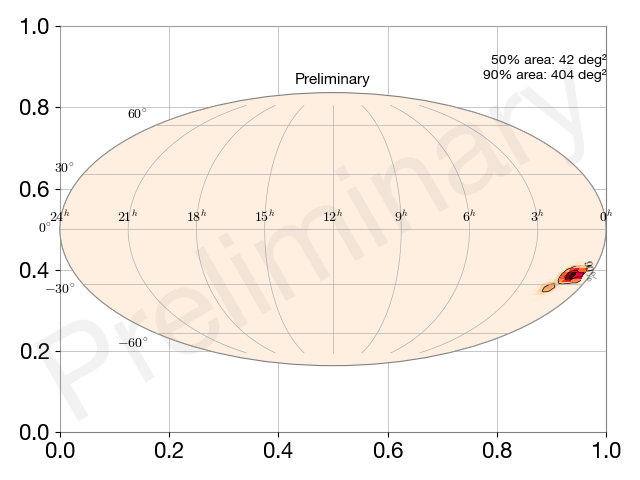 1.0
50% area: 42 deg²
90% area: 404 deg²
Preliminary
0.8
60°
30°
0.6
24ʰ 21ʰ 18ʰ 15ʰ 12ʰ 9ʰ 6ʰ 3ʰ 0ʰ
0°
0.4
−30°
−60°
0.2
0.0
0.0 0.2 0.4 0.6 0.8 1.0
Preliminary